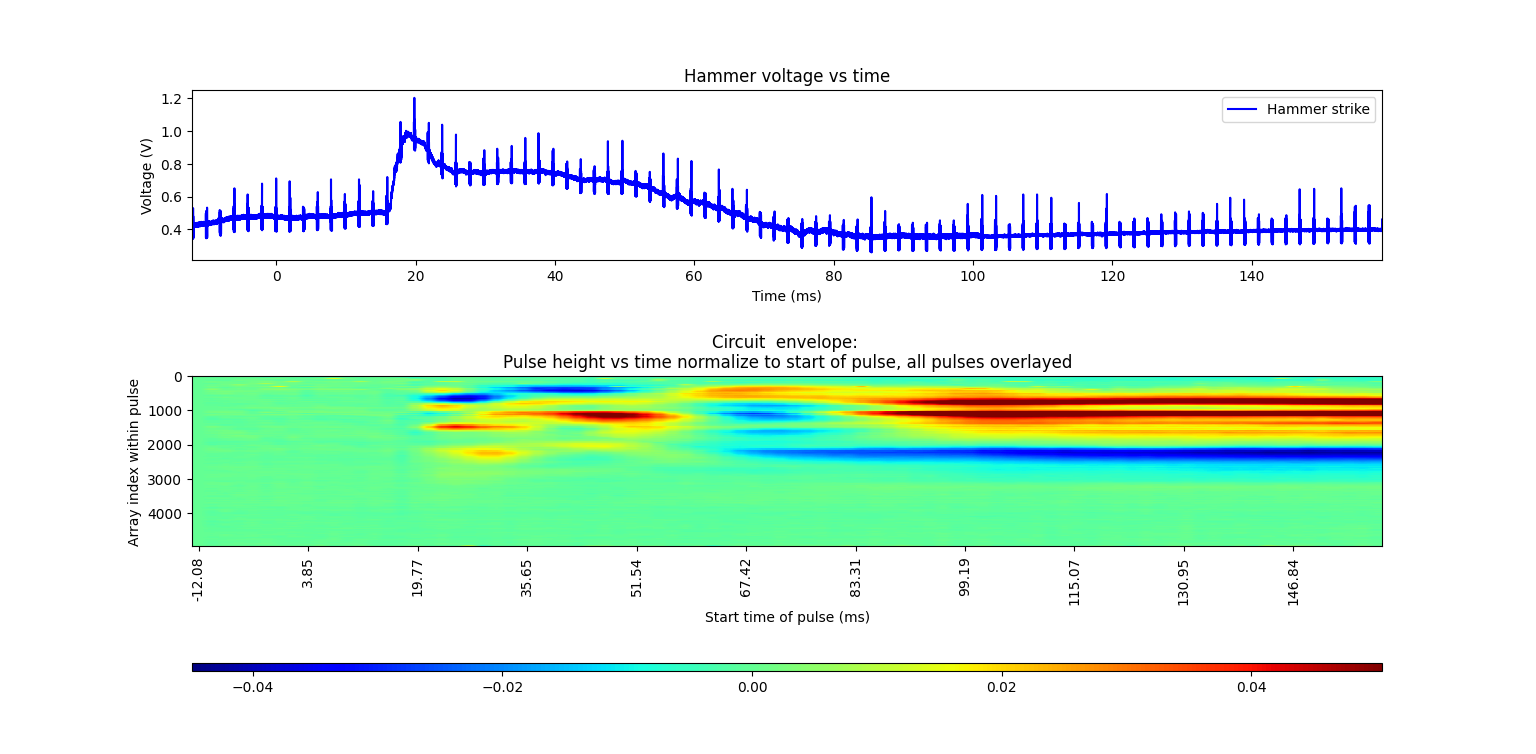 Hammer voltage vs time
Hammer strike
Voltage (V)
1.2
1.0
0.8
0.6
0.4
0 20 40 60 80 100 120 140
Time (ms)
Circuit  envelope:
Pulse height vs time normalize to start of pulse, all pulses overlayed
Array index within pulse
0
1000
2000
3000
4000
-12.08 3.85 19.77 35.65 51.54 67.42 83.31 99.19 115.07 130.95 146.84
Start time of pulse (ms)
−0.04 −0.02 0.00 0.02 0.04